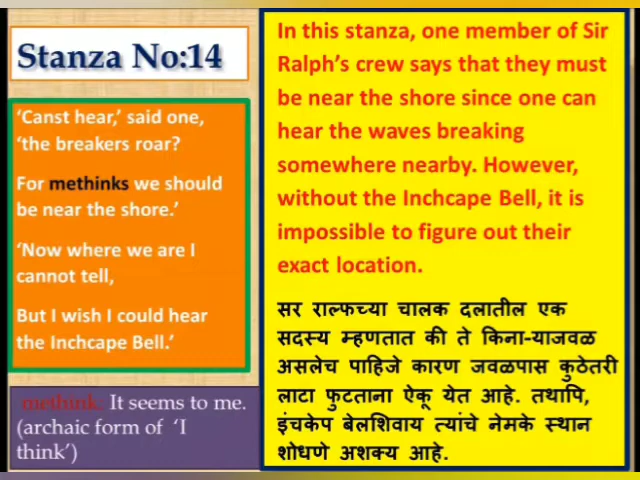 Stanza No:14
‘Canst hear,’ said one,
‘the breakers roar?
For methinks we should
be near the shore.’
‘Now where we are I
cannot tell,
But I wish I could hear
the Inchcape Bell.’
methink: It seems to me.
(archaic form of ‘I
think’)
In this stanza, one member of Sir
Ralph’s crew says that they must
be near the shore since one can
hear the waves breaking
somewhere nearby. However,
without the Inchcape Bell, it is
impossible to figure out their
exact location.
सर राल्फच्या चालक दलातील एक
सदस्य म्हणतात की ते किना-याजवळ
असलेच पाहिजे कारण जवळपास कुठेतरी
लाटा फुटताना ऐकू येत आहे. तथापि,
इंचकेप बेलशिवाय त्यांचे नेमके स्थान
शोधणे अशक्य आहे.